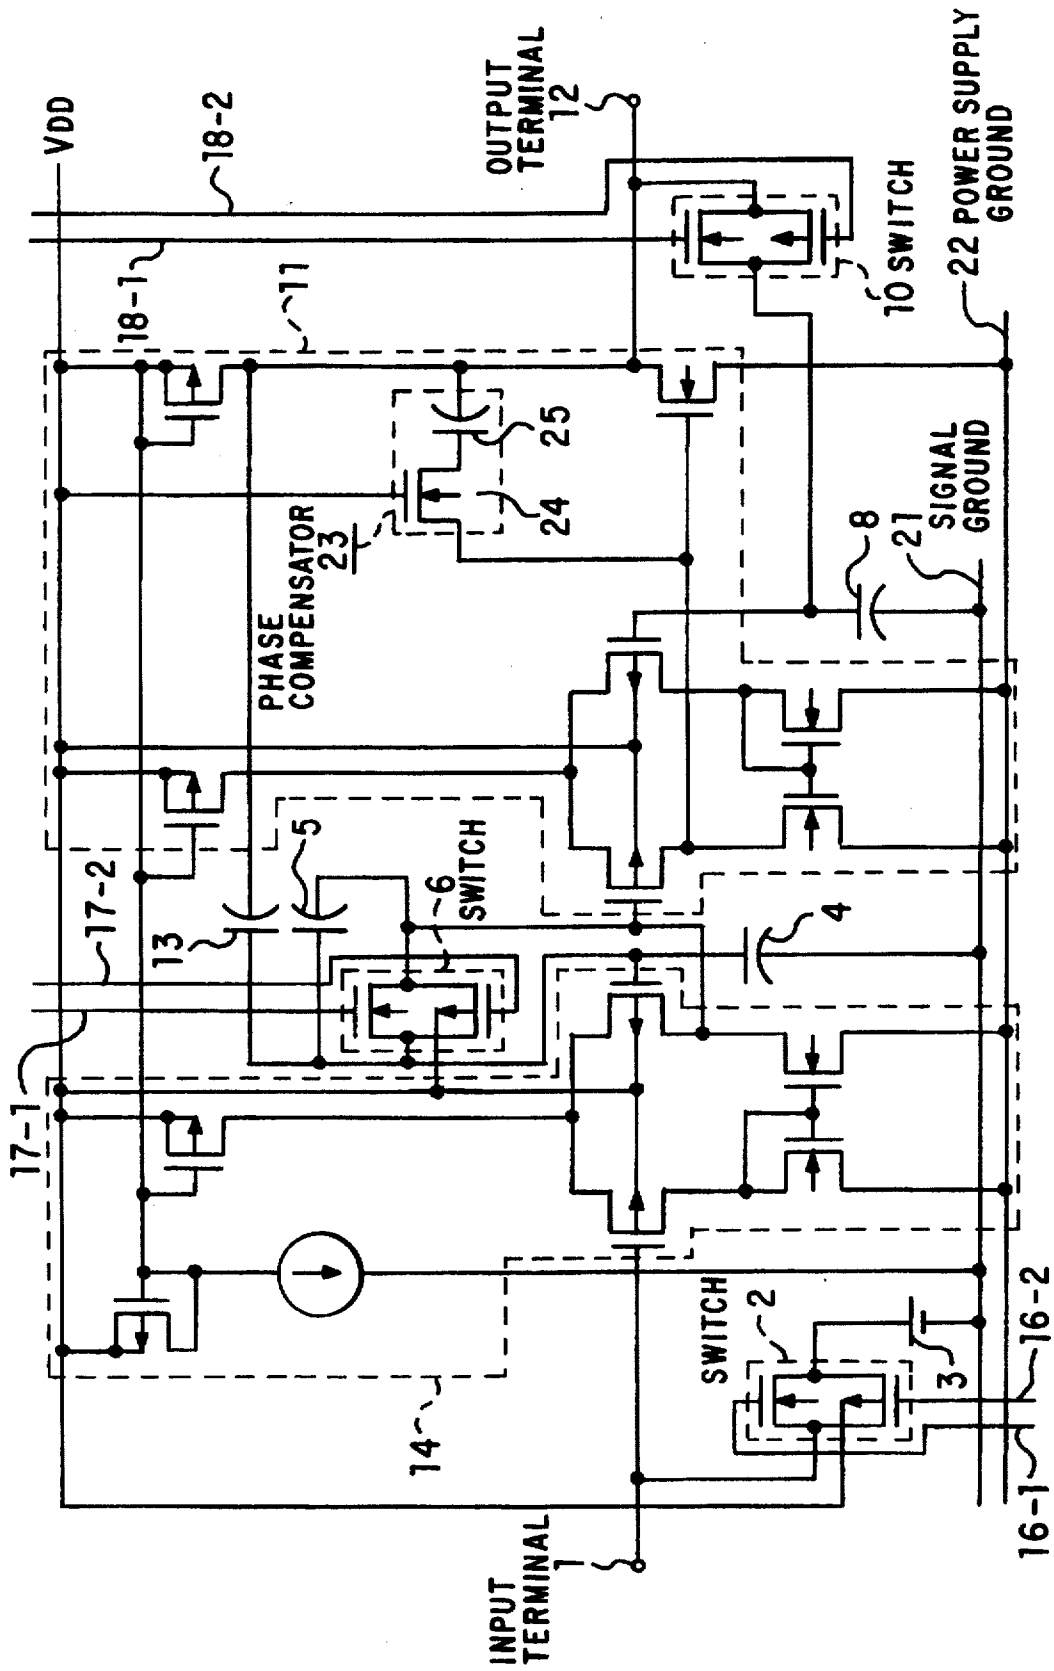 VDD
18-2
18-1
11
OUTPUT
TERMINAL
12
10 SWITCH
22 POWER SUPPLY
GROUND
PHASE
COMPENSATOR
23
25
24
8
21
SIGNAL
GROUND
17-2
17-1
13
5
6
SWITCH
4
14
SWITCH
2
3
16-2
16-1
INPUT
TERMINAL
1